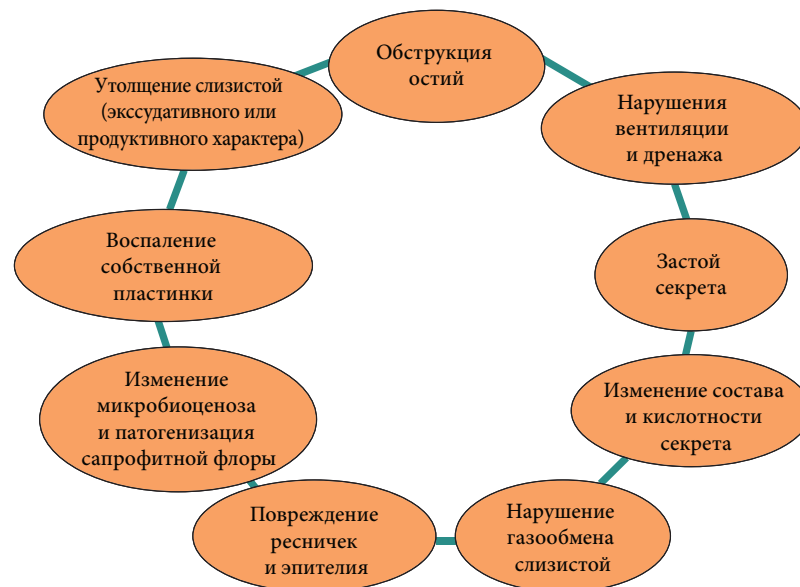 Обструкция
остий
Нарушения
вентиляции
и дренажа
Застой
секрета
Изменение состава
и кислотности
секрета
Нарушение
газообмена
слизистой
Повреждение
ресничек
и эпителия
Изменение
микробиоценоза
и патогенизация
сапрофитной флоры
Воспаление
собственной
пластинки
Утолщение слизистой
(экссудативного или
продуктивного характера)